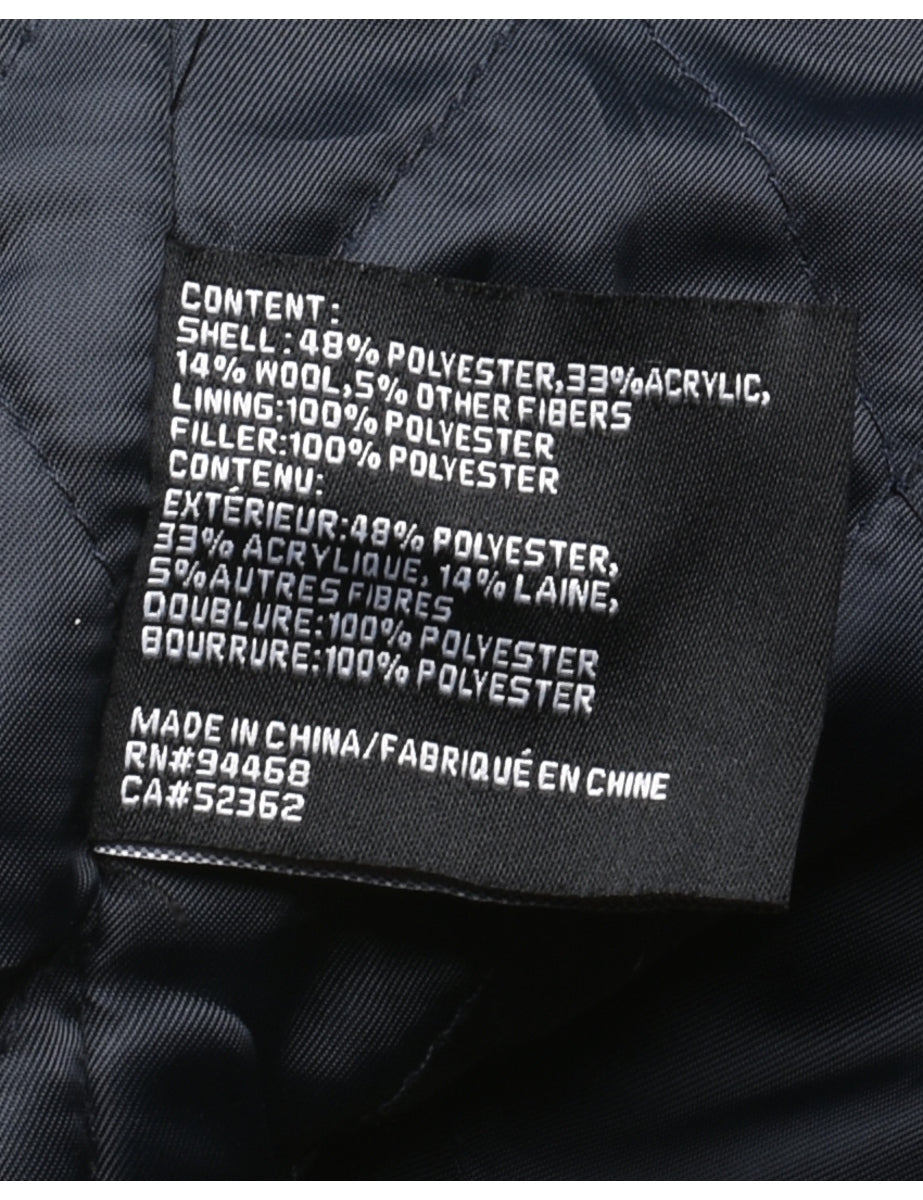 CONTENT:
SHELL:48% POLYESTER,33%ACRYLIC,
14% WOOL,5% OTHER FIBERS
LINING:100% POLYESTER
FILLER:100% POLYESTER
CONTENU:
EXTÉRIEUR:48% POLYESTER,
33% ACRYLIQUE, 14% LAINE,
5%AUTRES FIBRES
DOUBLURE:100% POLYESTER
BOURRURE:100% POLYESTER
MADE IN CHINA/FABRIQUÉ EN CHINE
RN#94468
CA#52362